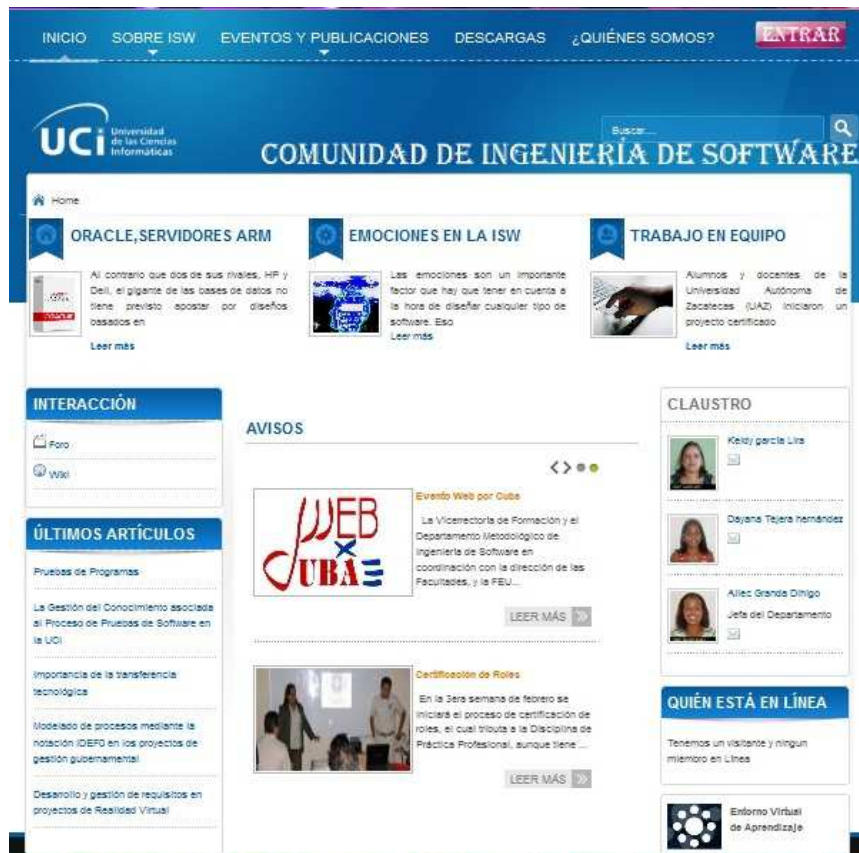 INICIO SOBRE ISW EVENTOS Y PUBLICACIONES DESCARGAS ¿QUIÉNES SOMOS? ENTRAR
UCi Universidad
de las Ciencias
Informáticas
Buscar...
COMUNIDAD DE INGENIERÍA DE SOFTWARE
Home
ORACLE,SERVIDORES ARM
Al contrario que dos de sus rivales, HP y
Dell, el gigante de las bases de datos no
tiene previsto apostar por diseños
basados en
Leer más
EMOCIONES EN LA ISW
Las emociones son un importante
factor que hay que tener en cuenta a
la hora de diseñar cualquier tipo de
software. Eso
Leer más
TRABAJO EN EQUIPO
Alumnos y docentes de la
Universidad Autónoma de
Zacatecas (UAZ) iniciaron un
proyecto certificado
Leer más
INTERACCIÓN
Foro
Wiki
ÚLTIMOS ARTÍCULOS
Pruebas de Programas
La Gestión del Conocimiento asociada
al Proceso de Pruebas de Software en
la UCI
Importancia de la transferencia
tecnológica
Modelado de procesos mediante la
notación IDEF0 en los proyectos de
gestión gubernamental
Desarrollo y gestión de requisitos en
proyectos de Realidad Virtual
AVISOS
WEB
X
CUBA
Evento Web por Cuba
La Vicerrectoría de Formación y el
Departamento Metodológico de
Ingeniería de Software en
coordinación con la dirección de las
Facultades, y la FEU...
LEER MÁS
Certificación de Roles
En la 3era semana de febrero se
iniciará el proceso de certificación de
roles, el cual tributa a la Disciplina de
Práctica Profesional, aunque tiene ...
LEER MÁS
CLAUSTRO
Keidy garcía Lira
Dayana Tejera hernández
Ailec Granda Dihigo
Jefa del Departamento
QUIÉN ESTÁ EN LÍNEA
Tenemos un visitante y ningun
miembro en Línea
Entorno Virtual
de Aprendizaje